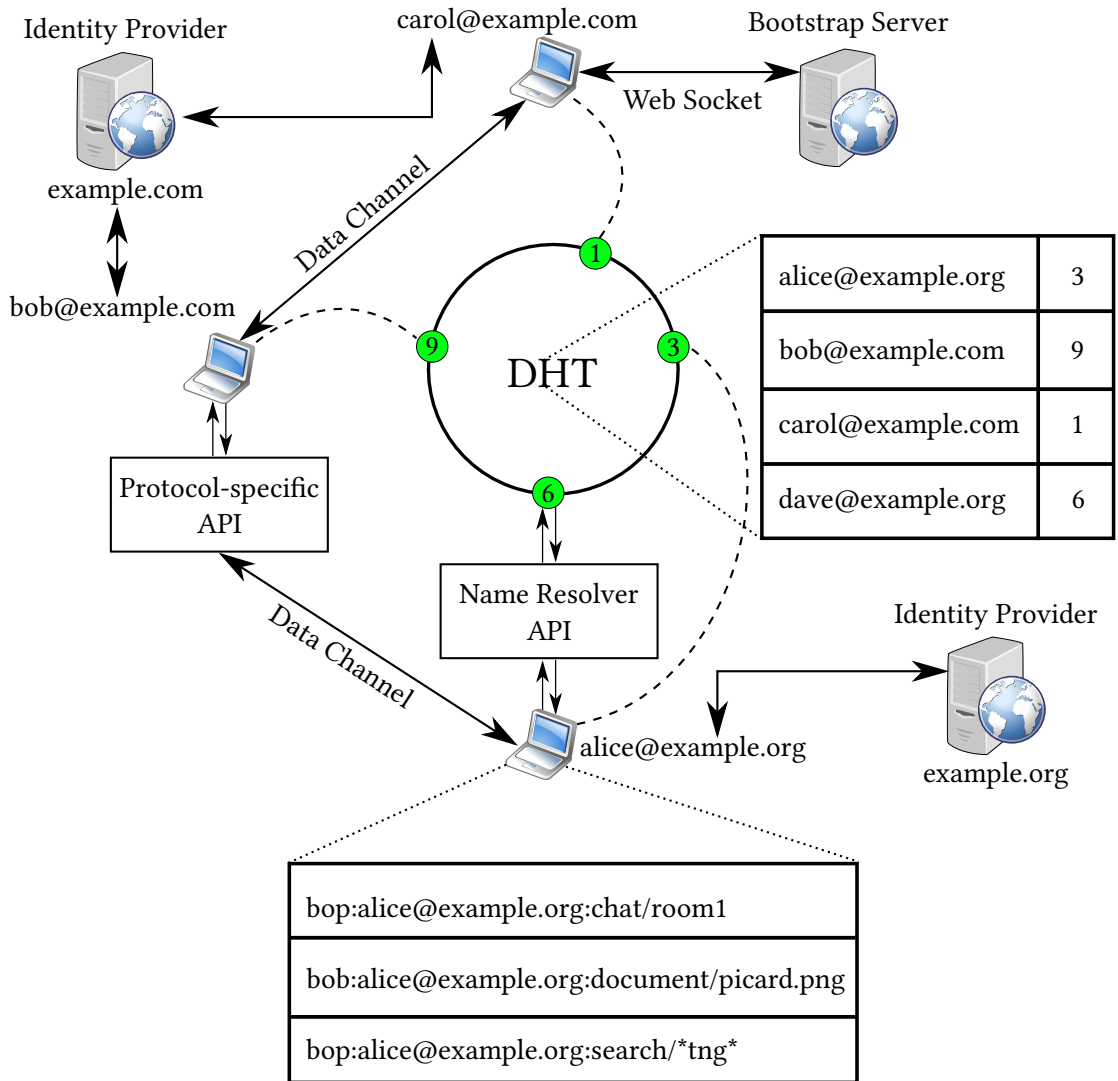 Identity Provider
carol@example.com
Bootstrap Server
Web Socket
example.com
Data Channel
bob@example.com
1
3
9
6
DHT
alice@example.org 3
bob@example.com 9
carol@example.com 1
dave@example.org 6
Protocol-specific
API
Name Resolver
API
Data Channel
Identity Provider
alice@example.org
example.org
bop:alice@example.org:chat/room1
bob:alice@example.org:document/picard.png
bop:alice@example.org:search/*tng*